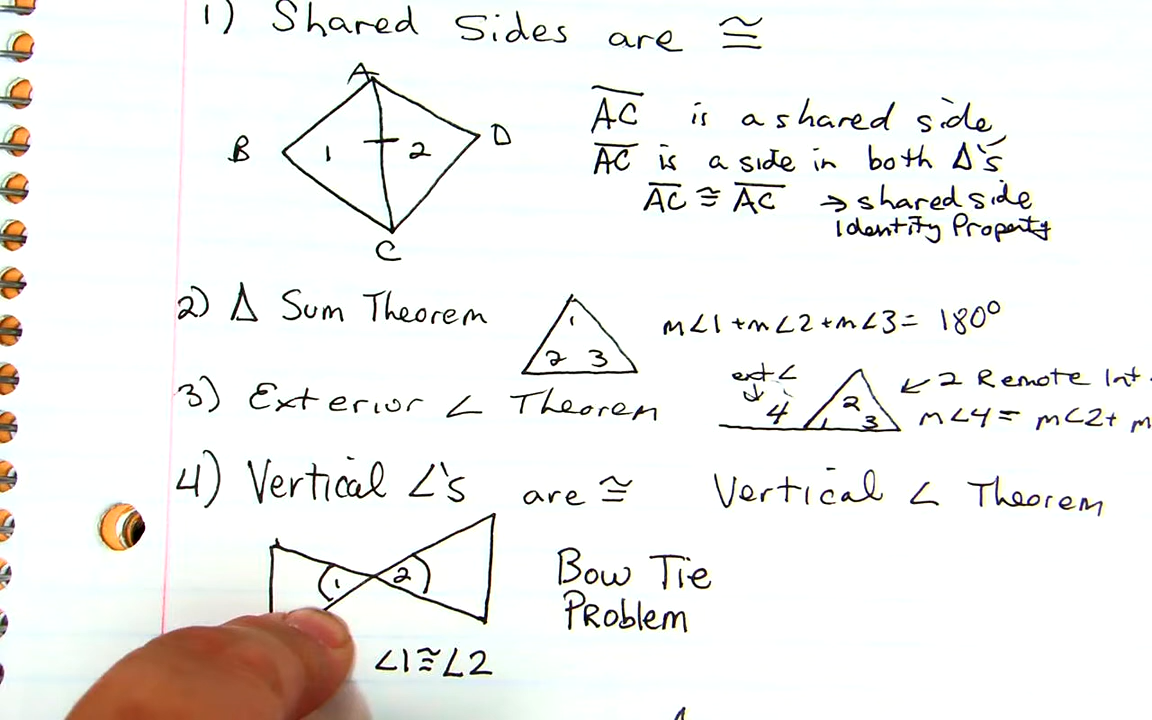 1) Shared Sides are ≅
A
B 1 2 D
C
AC is a shared side,
AC is a side in both Δ's
AC ≅ AC → shared side
Identity Property
2) Δ Sum Theorem
1
2 3
m∠1 + m∠2 + m∠3 = 180°
3) Exterior ∠ Theorem
ext ∠
4 1 2 3
2 Remote Int
m∠4 = m∠2 + m
4) Vertical ∠'s are ≅ Vertical ∠ Theorem
1 2
Bow Tie
Problem
∠1 ≅ ∠2